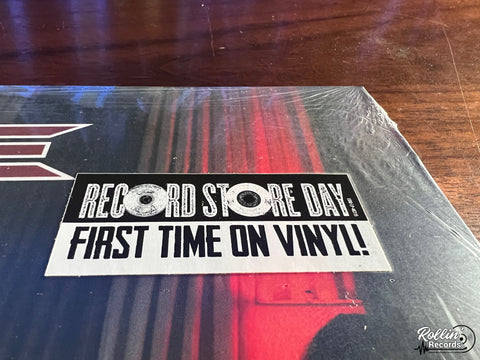 E
RECORD STORE DAY
FIRST TIME ON VINYL!
Rollin'
Records